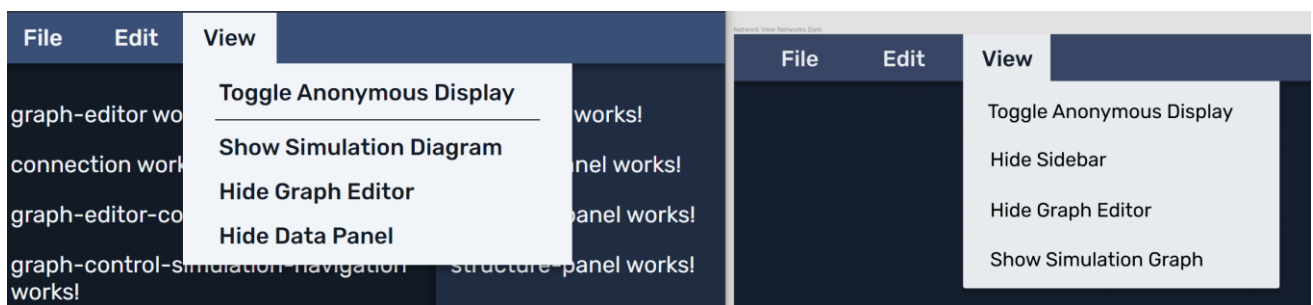 File Edit View
Toggle Anonymous Display
graph-editor wo
works!
Show Simulation Diagram
connection work
nel works!
Hide Graph Editor
graph-editor-co
panel works!
Hide Data Panel
graph-control-simulation-navigation
works!
structure-panel works!
Network View Networks Dark
File Edit View
Toggle Anonymous Display
Hide Sidebar
Hide Graph Editor
Show Simulation Graph